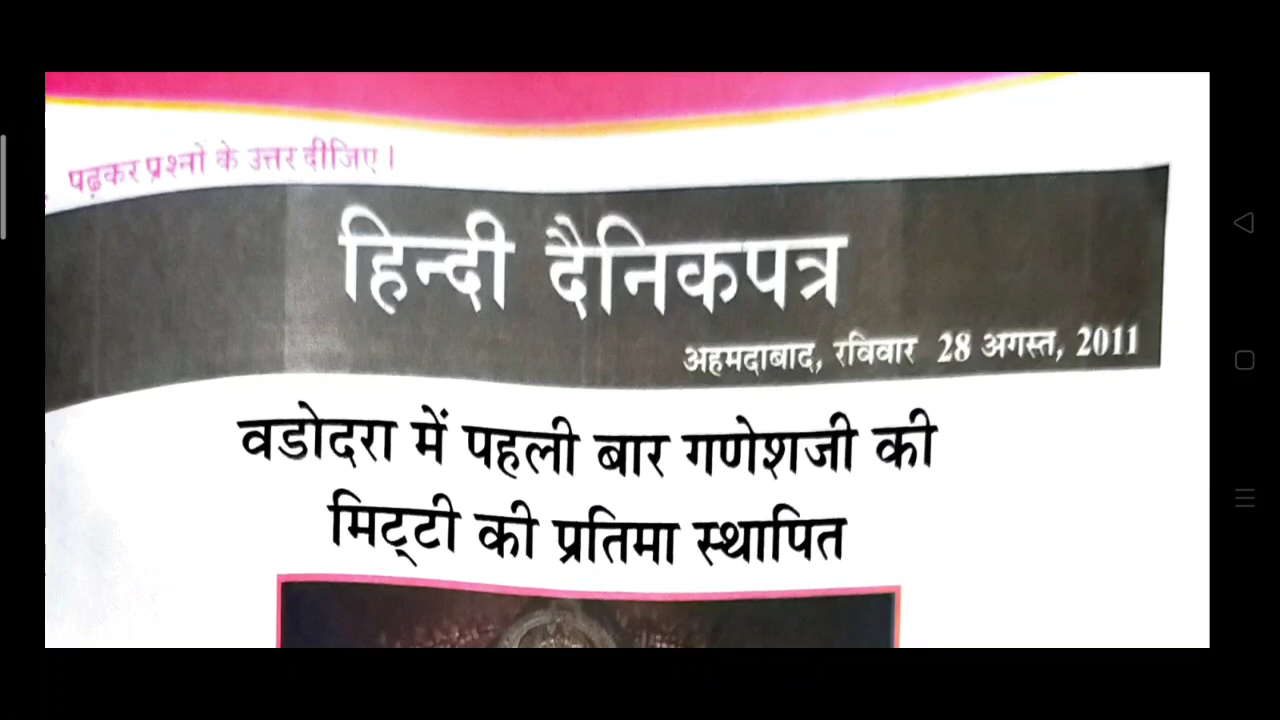 पढ़कर प्रश्नों के उत्तर दीजिए।
हिन्दी दैनिकपत्र
अहमदाबाद, रविवार 28 अगस्त, 2011
वडोदरा में पहली बार गणेशजी की
मिट्टी की प्रतिमा स्थापित